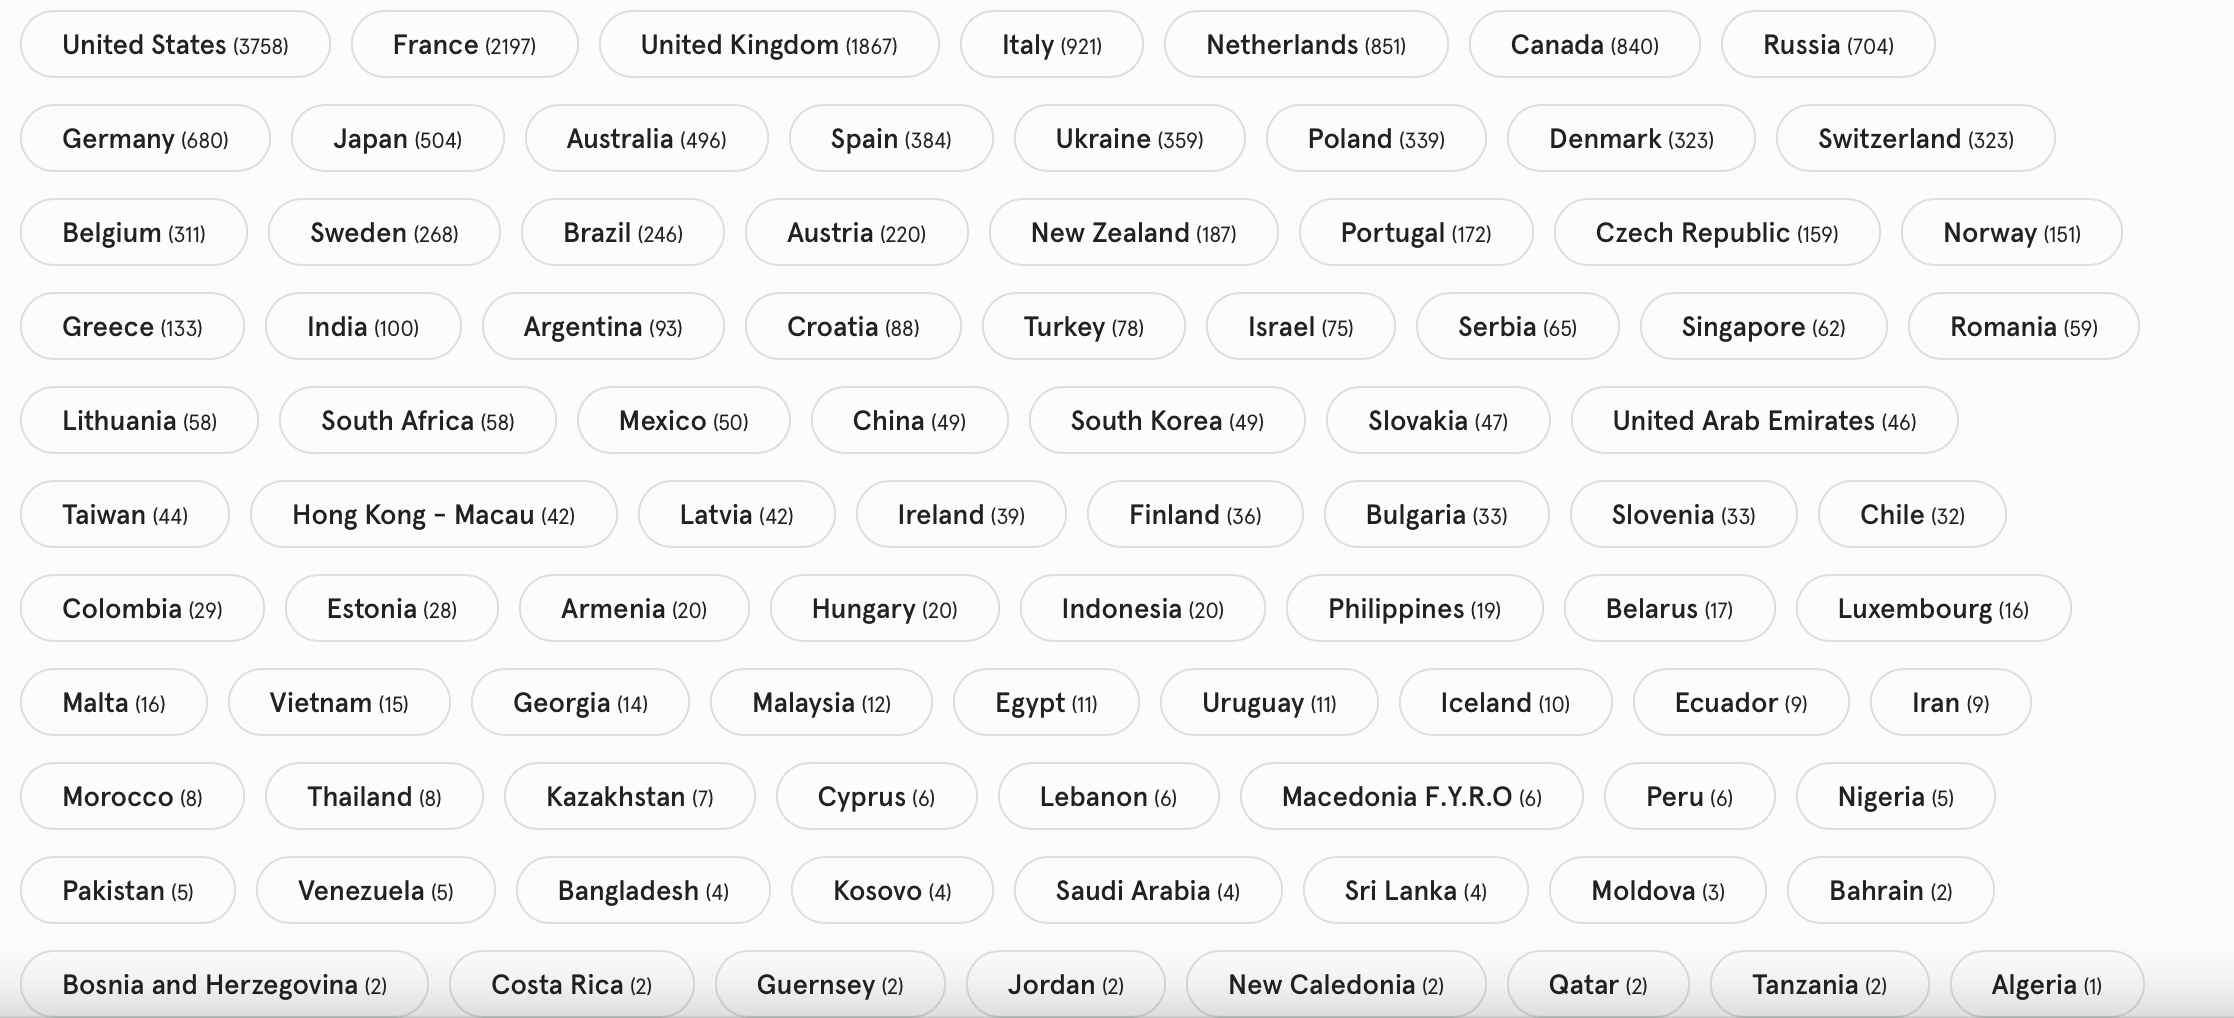 United States (3758) France (2197) United Kingdom (1867) Italy (921) Netherlands (851) Canada (840) Russia (704)
Germany (680) Japan (504) Australia (496) Spain (384) Ukraine (359) Poland (339) Denmark (323) Switzerland (323)
Belgium (311) Sweden (268) Brazil (246) Austria (220) New Zealand (187) Portugal (172) Czech Republic (159) Norway (151)
Greece (133) India (100) Argentina (93) Croatia (88) Turkey (78) Israel (75) Serbia (65) Singapore (62) Romania (59)
Lithuania (58) South Africa (58) Mexico (50) China (49) South Korea (49) Slovakia (47) United Arab Emirates (46)
Taiwan (44) Hong Kong - Macau (42) Latvia (42) Ireland (39) Finland (36) Bulgaria (33) Slovenia (33) Chile (32)
Colombia (29) Estonia (28) Armenia (20) Hungary (20) Indonesia (20) Philippines (19) Belarus (17) Luxembourg (16)
Malta (16) Vietnam (15) Georgia (14) Malaysia (12) Egypt (11) Uruguay (11) Iceland (10) Ecuador (9) Iran (9)
Morocco (8) Thailand (8) Kazakhstan (7) Cyprus (6) Lebanon (6) Macedonia F.Y.R.O (6) Peru (6) Nigeria (5)
Pakistan (5) Venezuela (5) Bangladesh (4) Kosovo (4) Saudi Arabia (4) Sri Lanka (4) Moldova (3) Bahrain (2)
Bosnia and Herzegovina (2) Costa Rica (2) Guernsey (2) Jordan (2) New Caledonia (2) Qatar (2) Tanzania (2) Algeria (1)